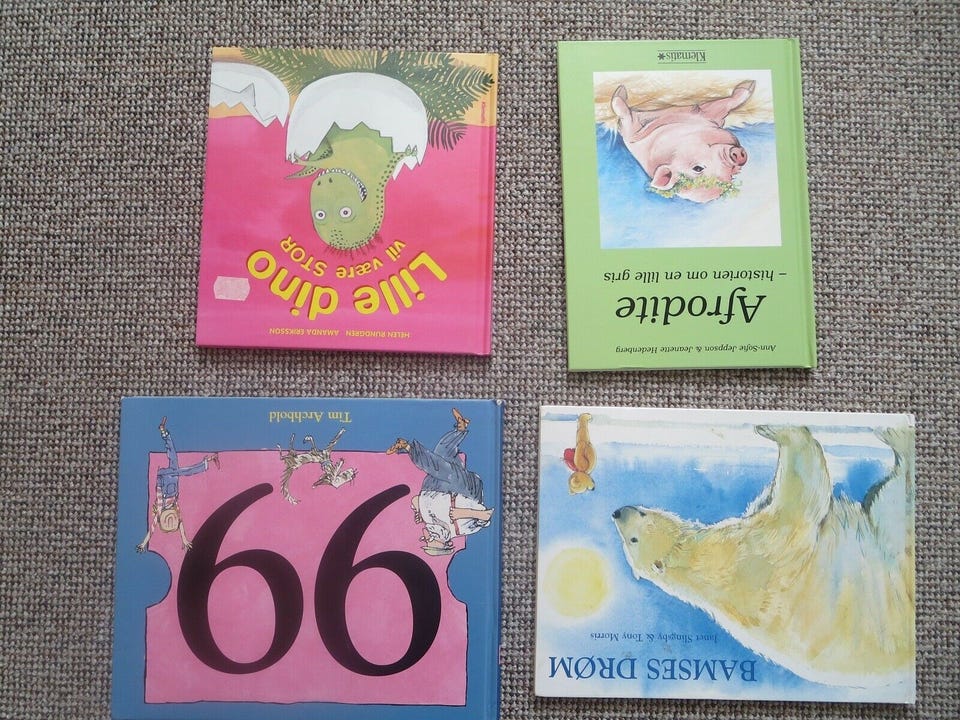 HELEN RUNDGREN AMANDA ERIKSSON
Lille dino
vil være STOR
Klematis
Ann-Sofie Jeppson & Jeanette Hedenberg
Afrodite
– historien om en lille gris
Klematis*
99
Tim Archbold
BAMSES DRØM
Janet Slingsby & Tony Morris